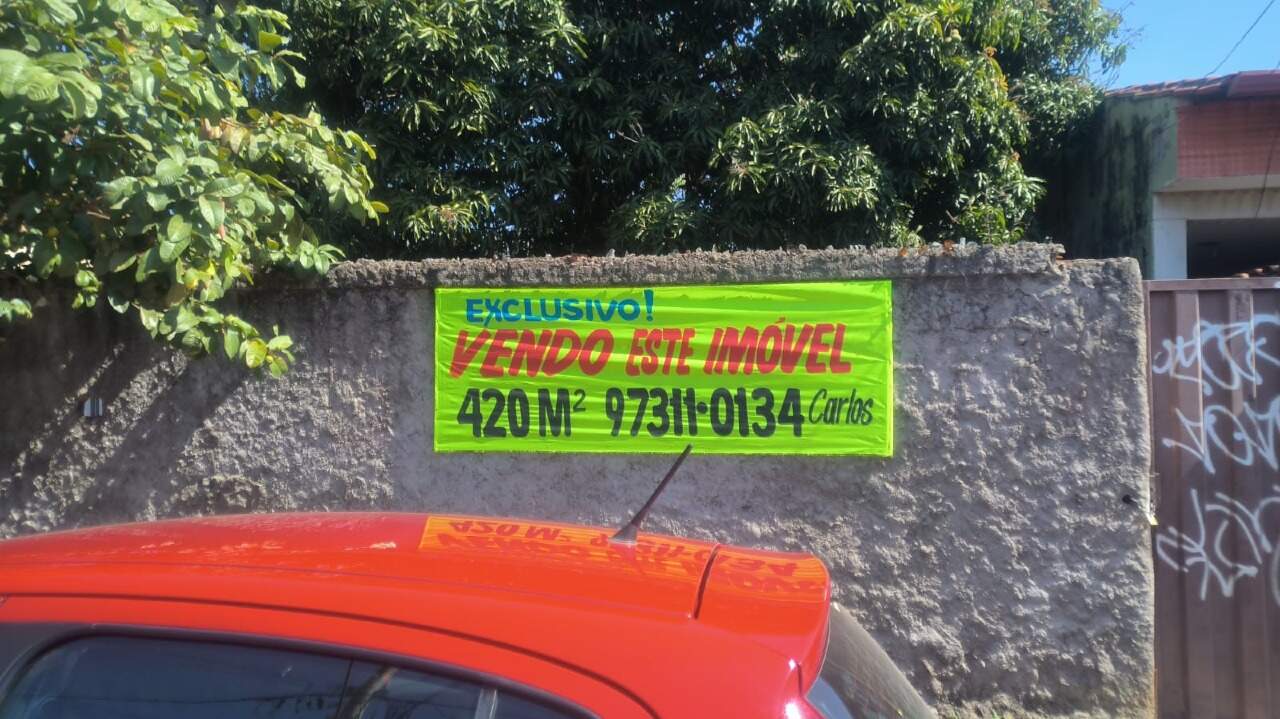 EXCLUSIVO!
VENDO ESTE IMÓVEL
420 M² 97311-0134 Carlos